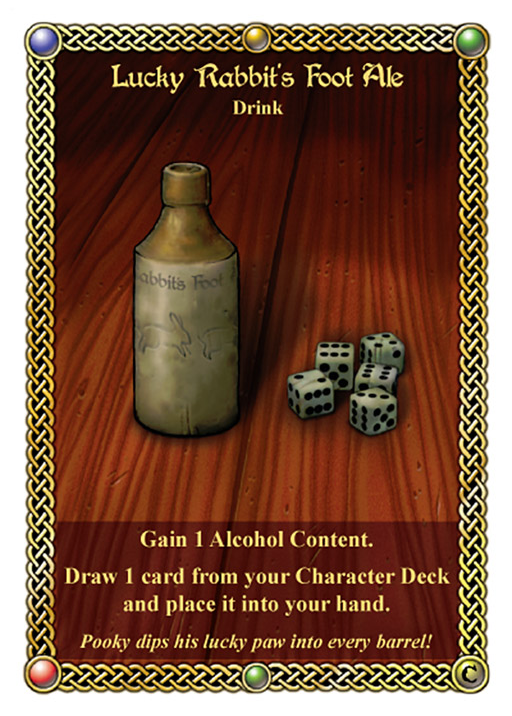 Lucky Rabbit's Foot Ale
Drink
abbit's Foot
Gain 1 Alcohol Content.
Draw 1 card from your Character Deck
and place it into your hand.
Pooky dips his lucky paw into every barrel!
C